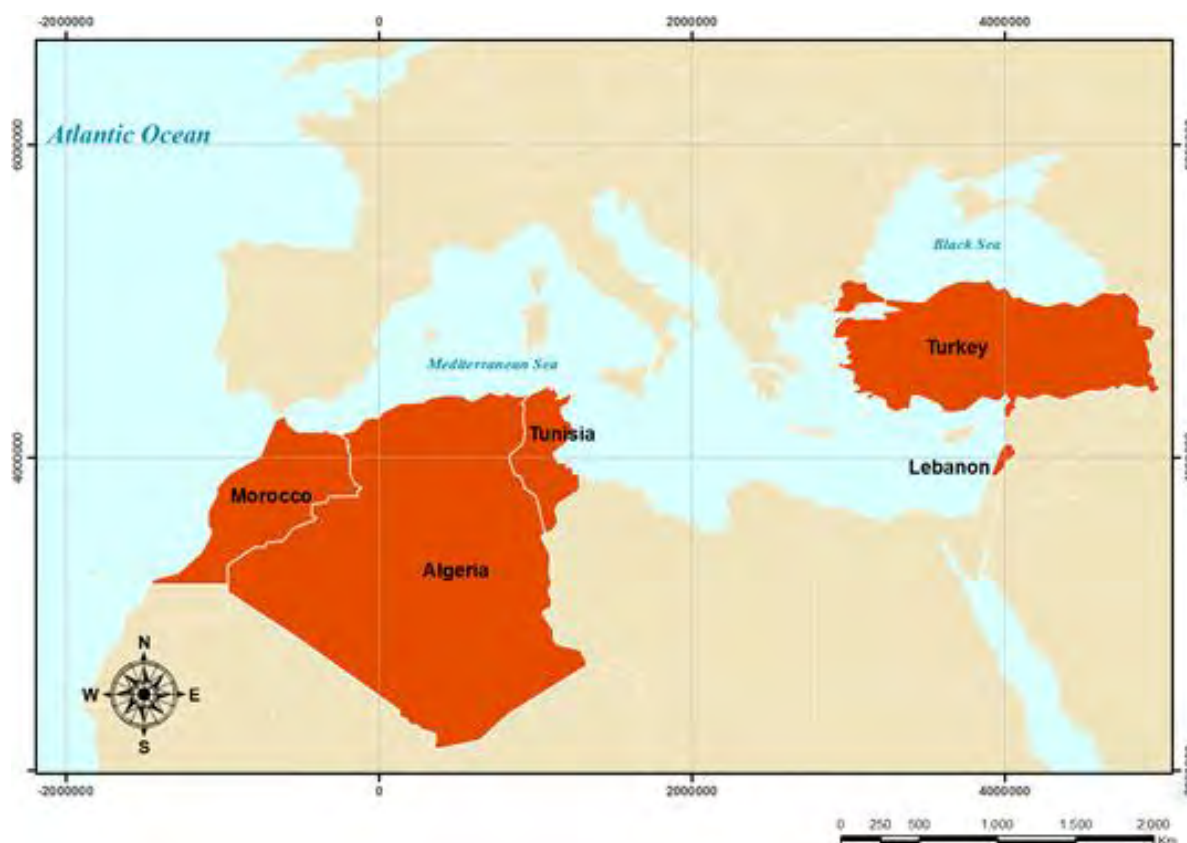 -2000000 0 2000000 4000000
Atlantic Ocean
6000000
Black Sea
Turkey
Mediterranean Sea
Tunisia
4000000
Lebanon
Morocco
Algeria
N
W E
S
-2000000 0 2000000 4000000
0 250 500 1.000 1.500 2.000
Km